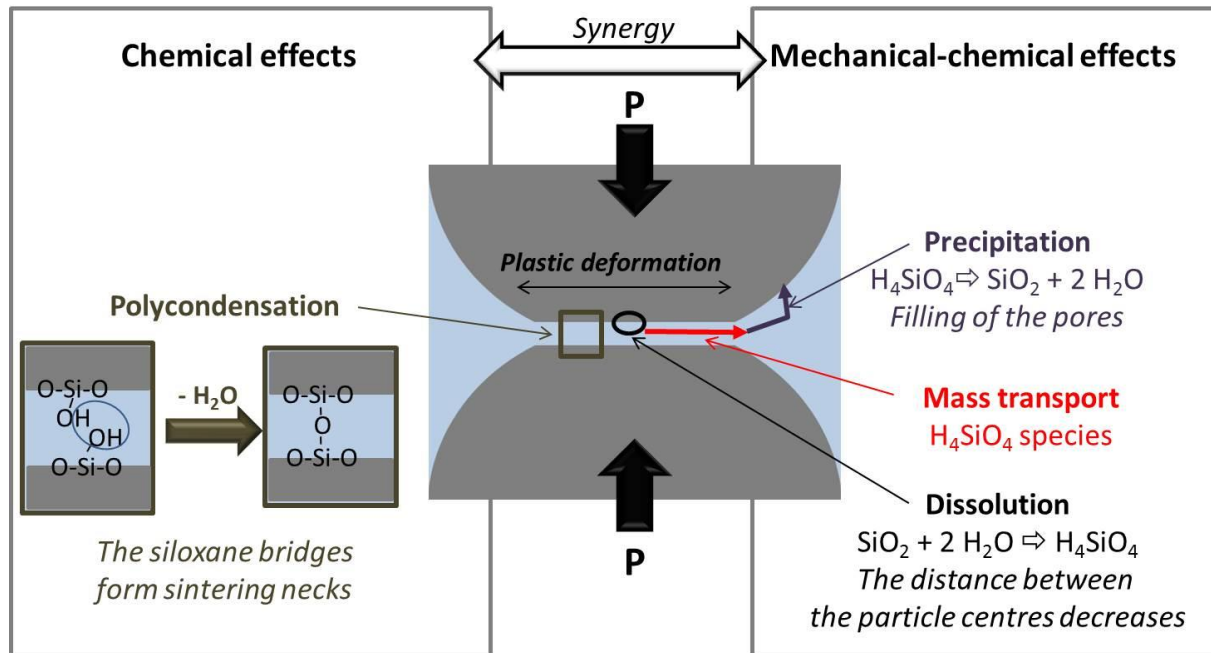 Chemical effects
Synergy
Mechanical-chemical effects
P
Plastic deformation
Polycondensation
O-Si-O
OH
OH
O-Si-O
- H₂O
O-Si-O
O
O-Si-O
The siloxane bridges
form sintering necks
Precipitation
H₄SiO₄ ⇨ SiO₂ + 2 H₂O
Filling of the pores
Mass transport
H₄SiO₄ species
Dissolution
SiO₂ + 2 H₂O ⇨ H₄SiO₄
The distance between
the particle centres decreases
P